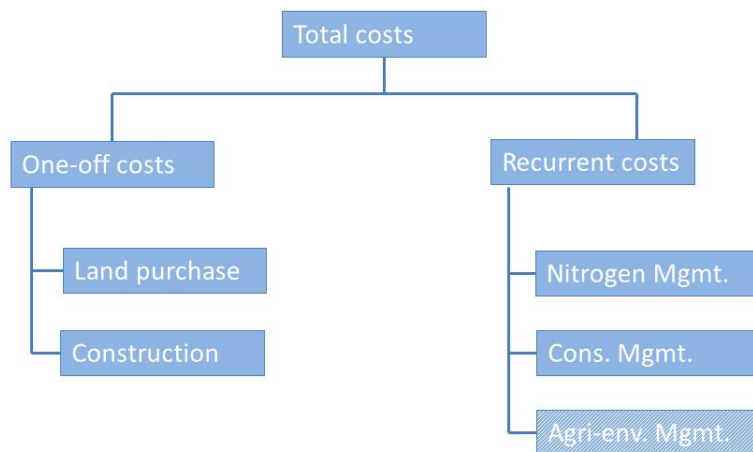 Total costs
One-off costs
Recurrent costs
Land purchase
Nitrogen Mgmt.
Construction
Cons. Mgmt.
Agri-env. Mgmt.